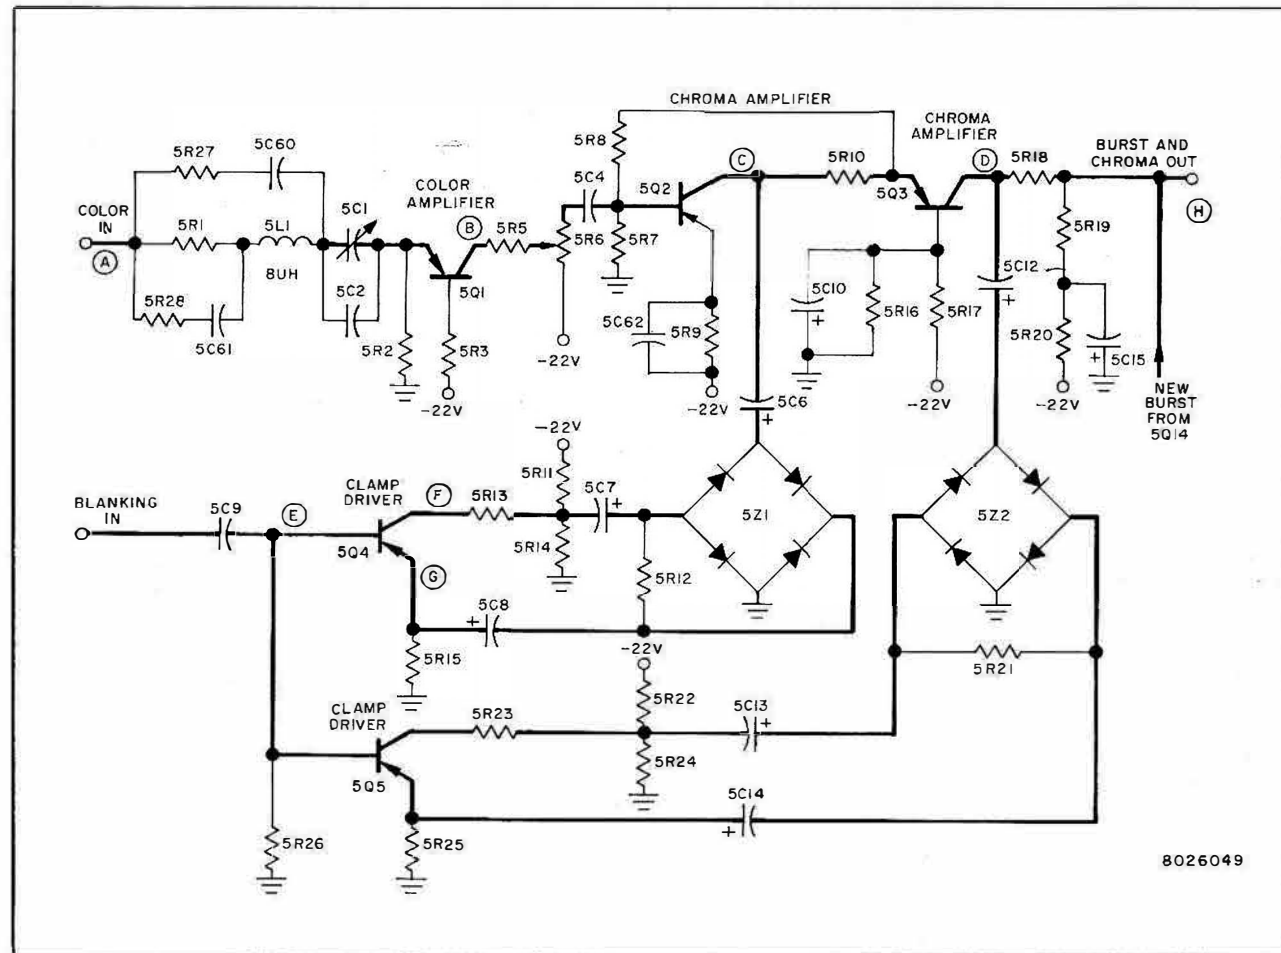 CHROMA AMPLIFIER
CHROMA
AMPLIFIER
BURST AND
CHROMA OUT
5R27
5C60
5R8
5R10
5R18
C
D
5C4
5Q2
5Q3
H
COLOR
AMPLIFIER
COLOR
IN
5R1
5L1
5C1
B
5R5
5R6
5R7
5R19
A
8UH
5Q1
5C12
5R28
5C2
5C10
5R16
5R17
5C61
5R2
5R3
5C62
5R9
5R20
5C15
-22V
-22V
-22V
5C6
-22V
-22V
NEW
BURST
FROM
5Q14
-22V
5R11
CLAMP
DRIVER
F
5R13
5C7
BLANKING
IN
5C9
E
5Z1
5Z2
5Q4
5R14
G
5R12
5C8
5R15
-22V
5R21
5R22
CLAMP
DRIVER
5R23
5C13
5R24
5Q5
5C14
5R26
5R25
8026049